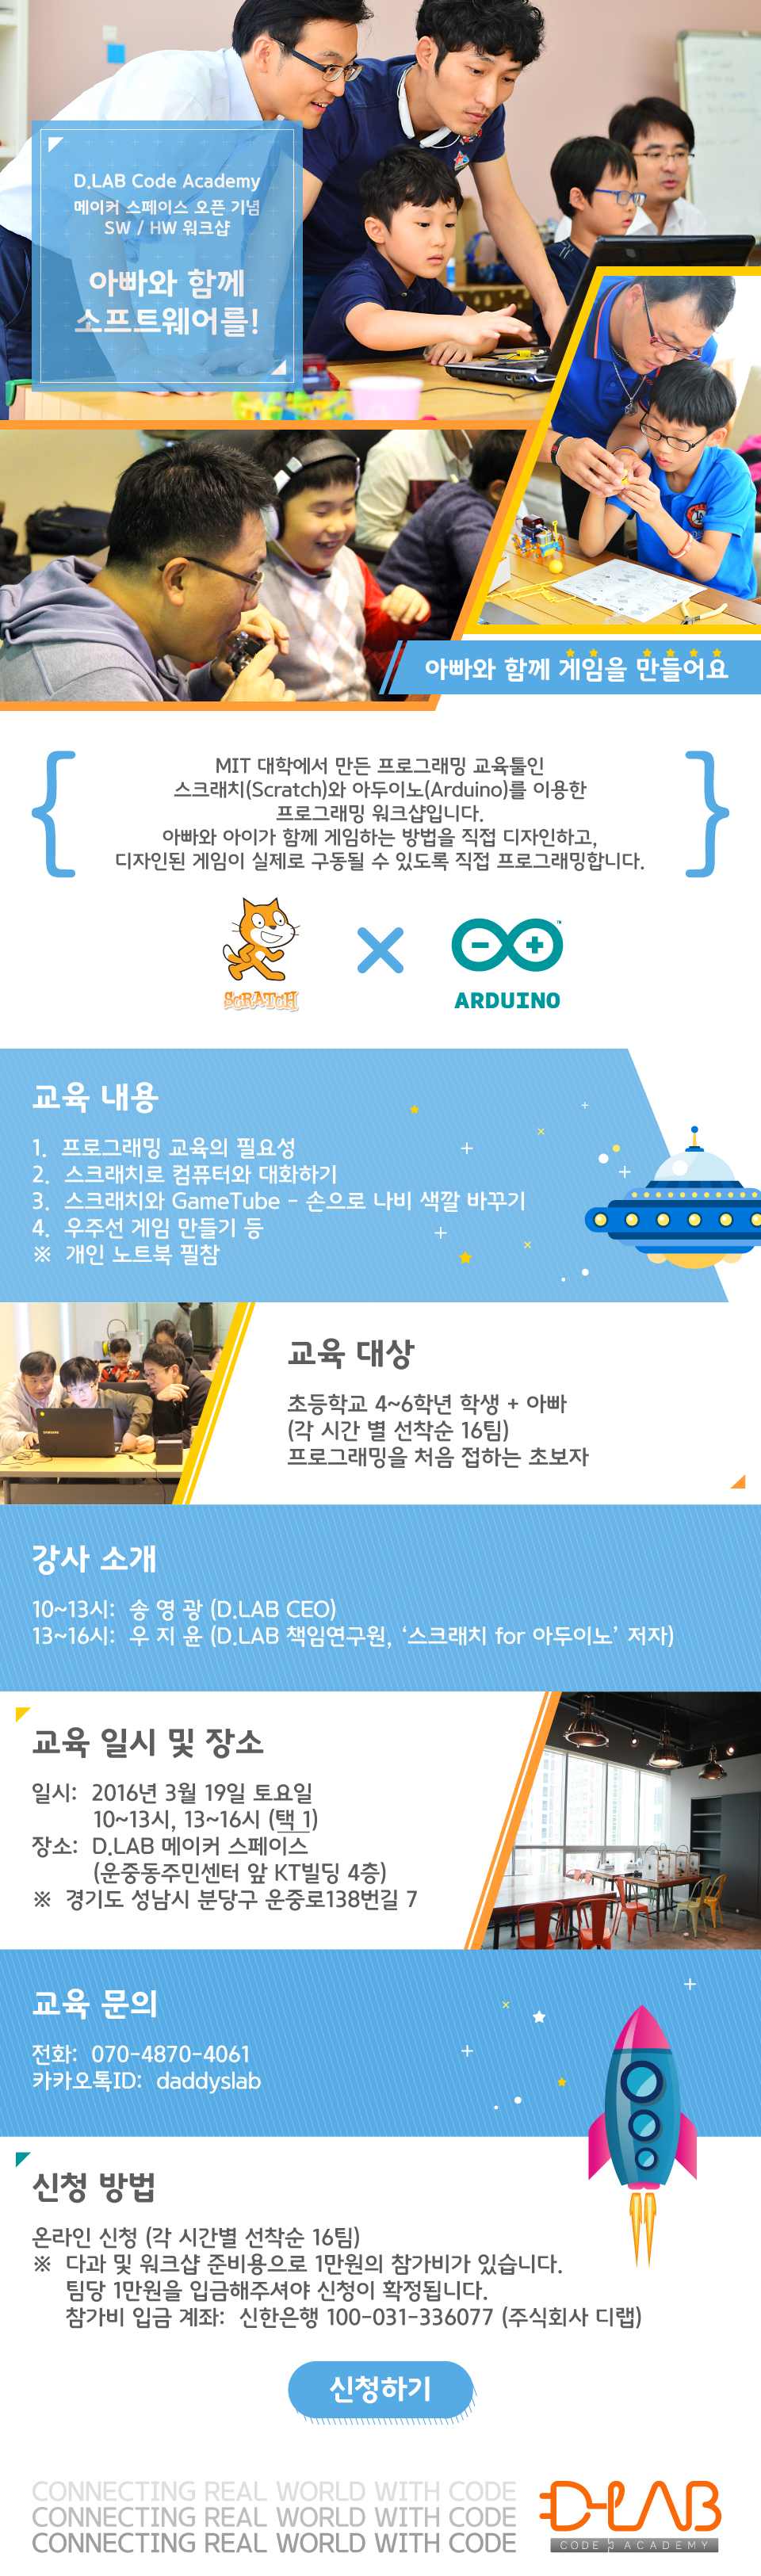 D.LAB Code Academy
메이커 스페이스 오픈 기념
SW / HW 워크샵
아빠와 함께
소프트웨어를!
아빠와 함께 게임을 만들어요
MIT 대학에서 만든 프로그래밍 교육툴인
스크래치(Scratch)와 아두이노(Arduino)를 이용한
프로그래밍 워크샵입니다.
아빠와 아이가 함께 게임하는 방법을 직접 디자인하고,
디자인된 게임이 실제로 구동될 수 있도록 직접 프로그래밍합니다.
SCRATCH
ARDUINO
교육 내용
1. 프로그래밍 교육의 필요성
2. 스크래치로 컴퓨터와 대화하기
3. 스크래치와 GameTube - 손으로 나비 색깔 바꾸기
4. 우주선 게임 만들기 등
※ 개인 노트북 필참
교육 대상
초등학교 4~6학년 학생 + 아빠
(각 시간 별 선착순 16팀)
프로그래밍을 처음 접하는 초보자
강사 소개
10~13시: 송 영 광 (D.LAB CEO)
13~16시: 우 지 윤 (D.LAB 책임연구원, ‘스크래치 for 아두이노’ 저자)
교육 일시 및 장소
일시: 2016년 3월 19일 토요일
10~13시, 13~16시 (택 1)
장소: D.LAB 메이커 스페이스
(운중동주민센터 앞 KT빌딩 4층)
※ 경기도 성남시 분당구 운중로138번길 7
교육 문의
전화: 070-4870-4061
카카오톡ID: daddyslab
신청 방법
온라인 신청 (각 시간별 선착순 16팀)
※ 다과 및 워크샵 준비용으로 1만원의 참가비가 있습니다.
팀당 1만원을 입금해주셔야 신청이 확정됩니다.
참가비 입금 계좌: 신한은행 100-031-336077 (주식회사 디랩)
신청하기
CONNECTING REAL WORLD WITH CODE
CONNECTING REAL WORLD WITH CODE
CONNECTING REAL WORLD WITH CODE
D-LAB
CODE ACADEMY